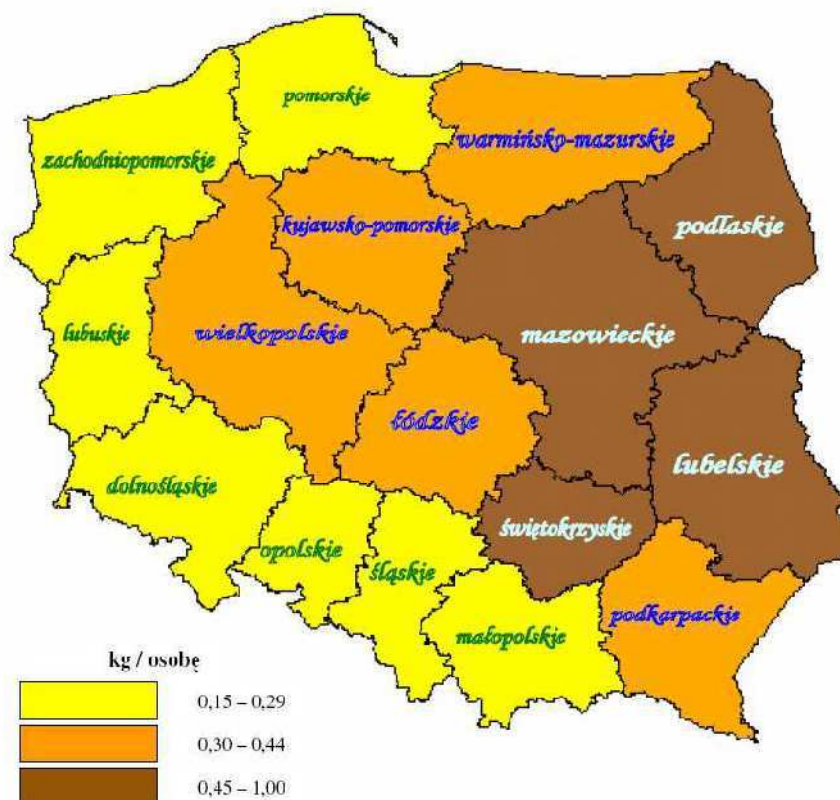 pomorskie
warmińsko-mazurskie
zachodniopomorskie
kujawsko-pomorskie
podlaskie
lubuskie
wielkopolskie
mazowieckie
łódzkie
lubelskie
dolnośląskie
opolskie
śląskie
świętokrzyskie
małopolskie
podkarpackie
kg / osobę
0,15 – 0,29
0,30 – 0,44
0,45 – 1,00